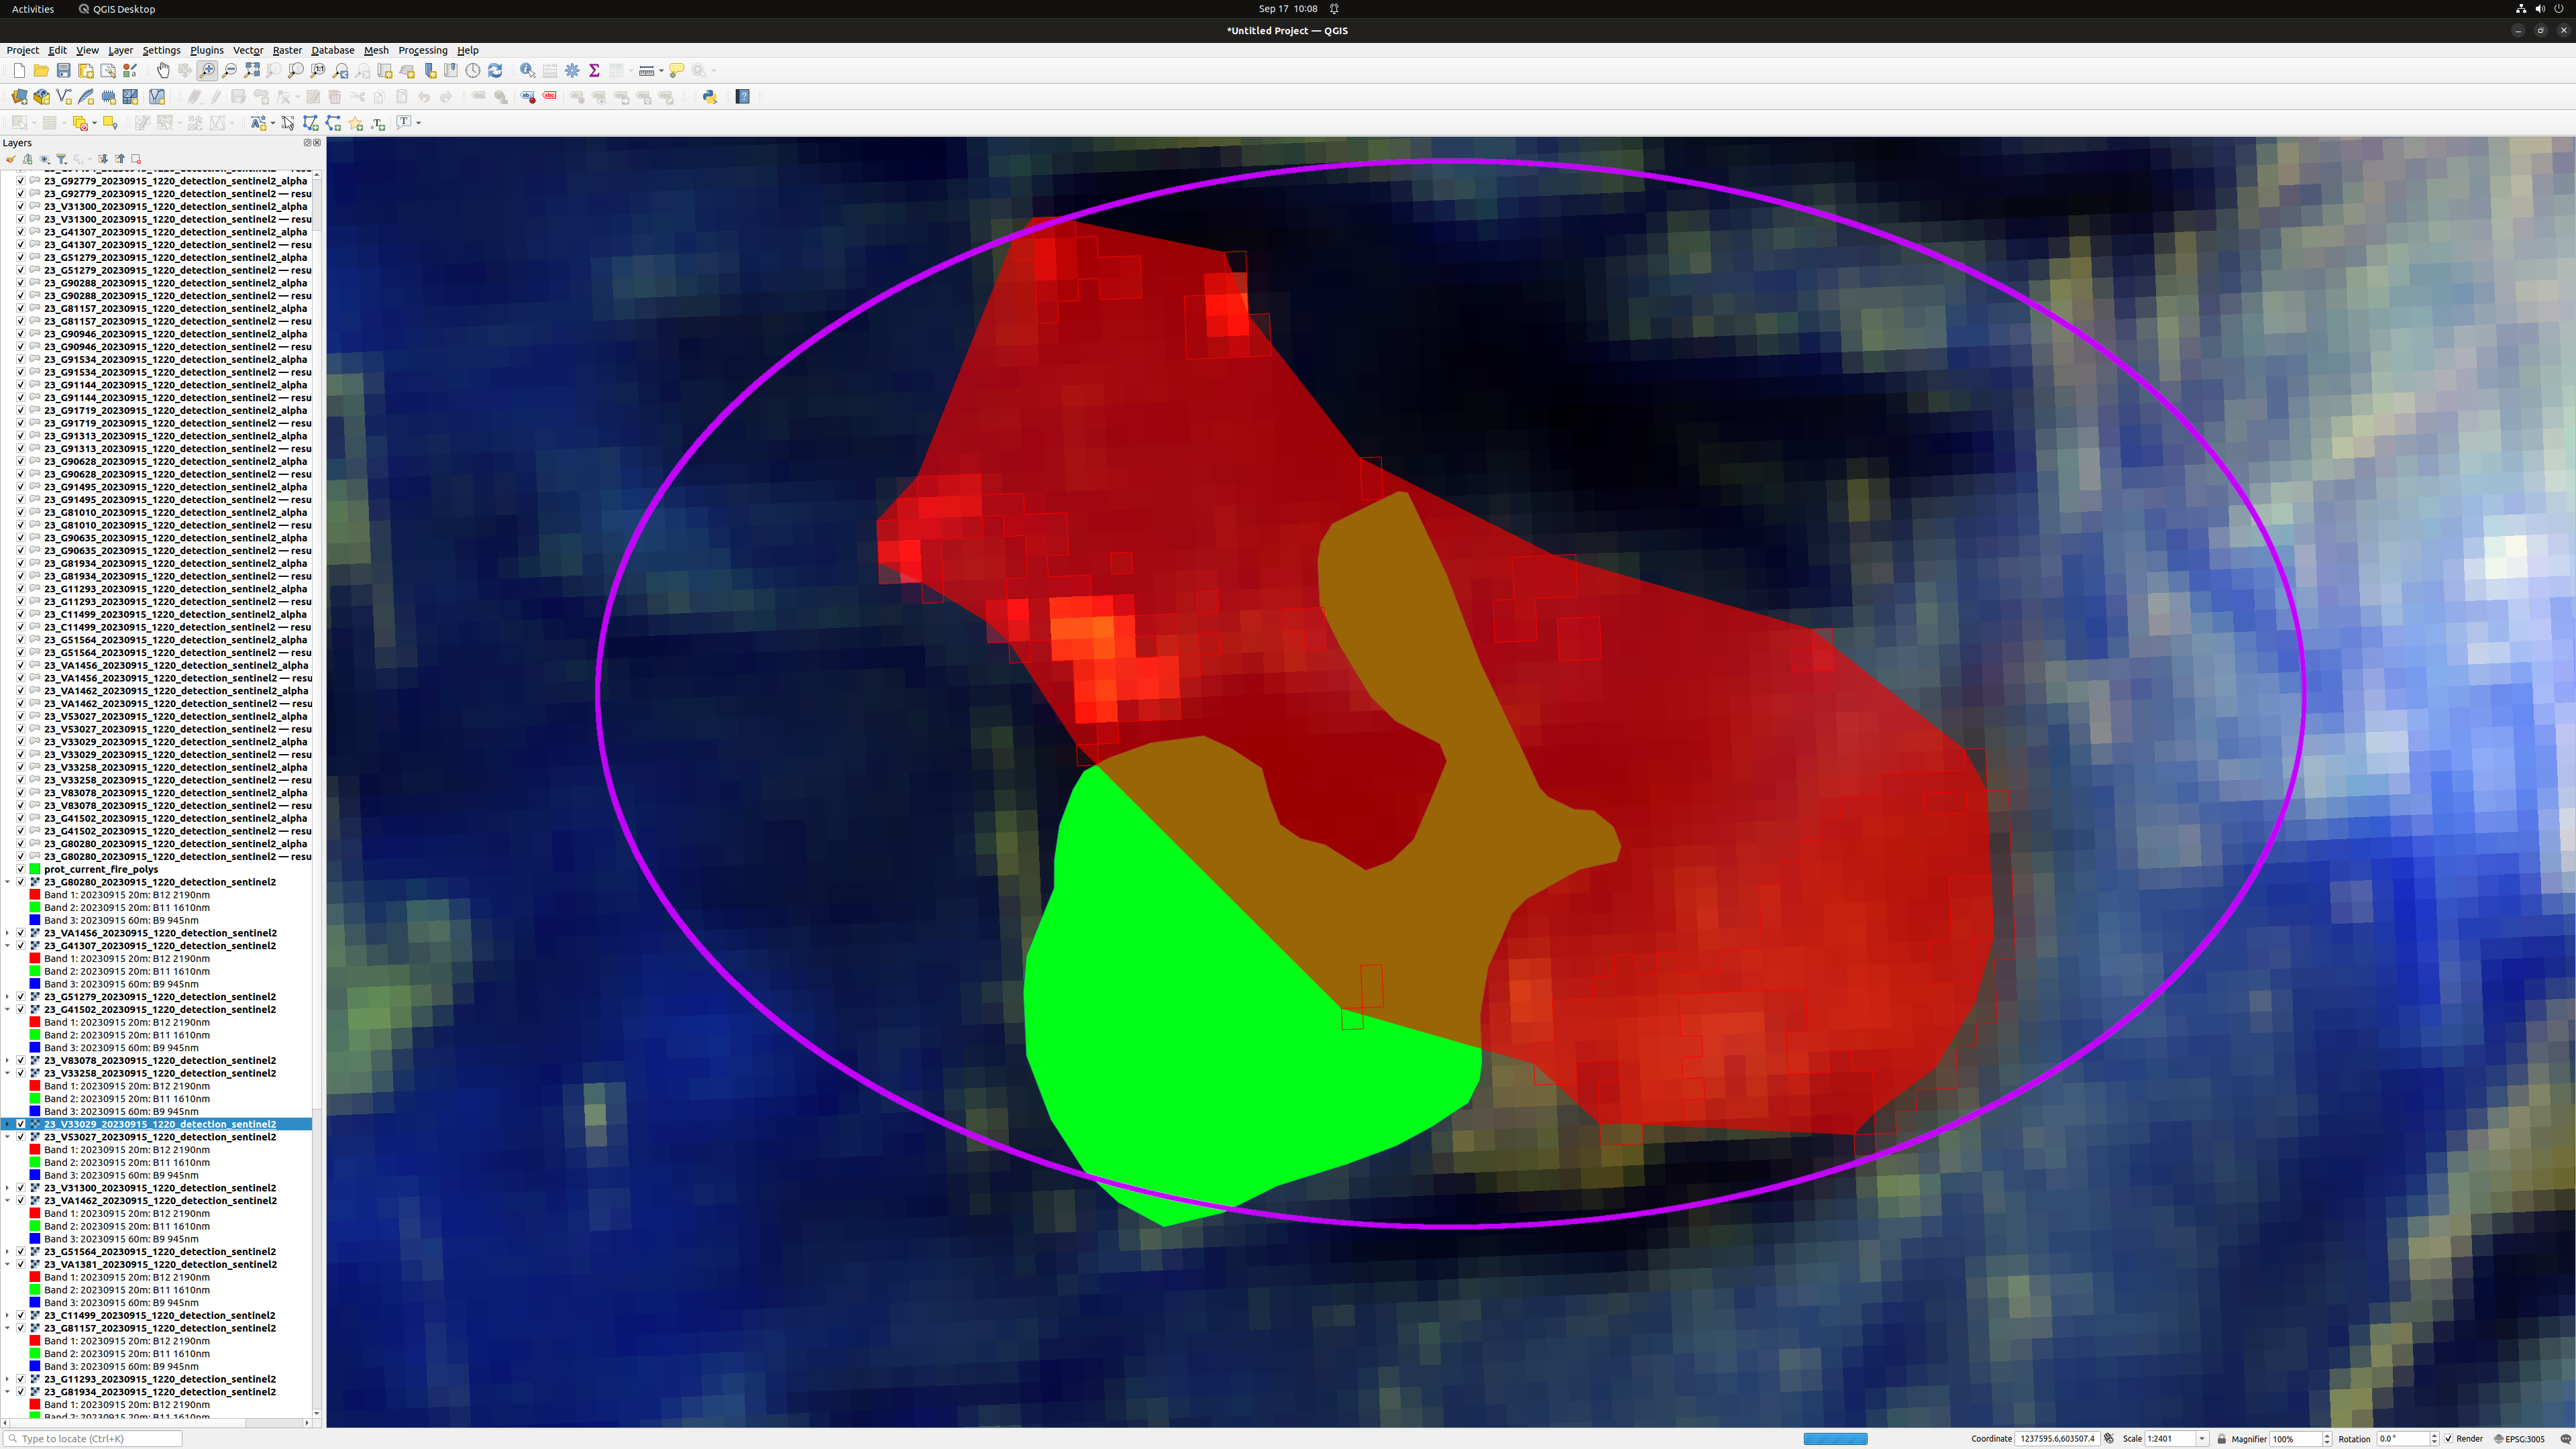 Activities QGIS Desktop Sep 17 10:08
*Untitled Project — QGIS
Project Edit View Layer Settings Plugins Vector Raster Database Mesh Processing Help
Layers
23_G92779_20230915_1220_detection_sentinel2_alpha
23_G92779_20230915_1220_detection_sentinel2 — resu
23_V31300_20230915_1220_detection_sentinel2_alpha
23_V31300_20230915_1220_detection_sentinel2 — resu
23_G41307_20230915_1220_detection_sentinel2_alpha
23_G41307_20230915_1220_detection_sentinel2 — resu
23_G51279_20230915_1220_detection_sentinel2_alpha
23_G51279_20230915_1220_detection_sentinel2 — resu
23_G90288_20230915_1220_detection_sentinel2_alpha
23_G90288_20230915_1220_detection_sentinel2 — resu
23_G81157_20230915_1220_detection_sentinel2_alpha
23_G81157_20230915_1220_detection_sentinel2 — resu
23_G90946_20230915_1220_detection_sentinel2_alpha
23_G90946_20230915_1220_detection_sentinel2 — resu
23_G91534_20230915_1220_detection_sentinel2_alpha
23_G91534_20230915_1220_detection_sentinel2 — resu
23_G91144_20230915_1220_detection_sentinel2_alpha
23_G91144_20230915_1220_detection_sentinel2 — resu
23_G91719_20230915_1220_detection_sentinel2_alpha
23_G91719_20230915_1220_detection_sentinel2 — resu
23_G91313_20230915_1220_detection_sentinel2_alpha
23_G91313_20230915_1220_detection_sentinel2 — resu
23_G90628_20230915_1220_detection_sentinel2_alpha
23_G90628_20230915_1220_detection_sentinel2 — resu
23_G91495_20230915_1220_detection_sentinel2_alpha
23_G91495_20230915_1220_detection_sentinel2 — resu
23_G81010_20230915_1220_detection_sentinel2_alpha
23_G81010_20230915_1220_detection_sentinel2 — resu
23_G90635_20230915_1220_detection_sentinel2_alpha
23_G90635_20230915_1220_detection_sentinel2 — resu
23_G81934_20230915_1220_detection_sentinel2_alpha
23_G81934_20230915_1220_detection_sentinel2 — resu
23_G11293_20230915_1220_detection_sentinel2_alpha
23_G11293_20230915_1220_detection_sentinel2 — resu
23_C11499_20230915_1220_detection_sentinel2_alpha
23_C11499_20230915_1220_detection_sentinel2 — resu
23_G51564_20230915_1220_detection_sentinel2_alpha
23_G51564_20230915_1220_detection_sentinel2 — resu
23_VA1456_20230915_1220_detection_sentinel2_alpha
23_VA1456_20230915_1220_detection_sentinel2 — resu
23_VA1462_20230915_1220_detection_sentinel2_alpha
23_VA1462_20230915_1220_detection_sentinel2 — resu
23_V53027_20230915_1220_detection_sentinel2_alpha
23_V53027_20230915_1220_detection_sentinel2 — resu
23_V33029_20230915_1220_detection_sentinel2_alpha
23_V33029_20230915_1220_detection_sentinel2 — resu
23_V33258_20230915_1220_detection_sentinel2_alpha
23_V33258_20230915_1220_detection_sentinel2 — resu
23_V83078_20230915_1220_detection_sentinel2_alpha
23_V83078_20230915_1220_detection_sentinel2 — resu
23_G41502_20230915_1220_detection_sentinel2_alpha
23_G41502_20230915_1220_detection_sentinel2 — resu
23_G80280_20230915_1220_detection_sentinel2_alpha
23_G80280_20230915_1220_detection_sentinel2 — resu
prot_current_fire_polys
23_G80280_20230915_1220_detection_sentinel2
Band 1: 20230915 20m: B12 2190nm
Band 2: 20230915 20m: B11 1610nm
Band 3: 20230915 60m: B9 945nm
23_VA1456_20230915_1220_detection_sentinel2
23_G41307_20230915_1220_detection_sentinel2
Band 1: 20230915 20m: B12 2190nm
Band 2: 20230915 20m: B11 1610nm
Band 3: 20230915 60m: B9 945nm
23_G51279_20230915_1220_detection_sentinel2
23_G41502_20230915_1220_detection_sentinel2
Band 1: 20230915 20m: B12 2190nm
Band 2: 20230915 20m: B11 1610nm
Band 3: 20230915 60m: B9 945nm
23_V83078_20230915_1220_detection_sentinel2
23_V33258_20230915_1220_detection_sentinel2
Band 1: 20230915 20m: B12 2190nm
Band 2: 20230915 20m: B11 1610nm
Band 3: 20230915 60m: B9 945nm
23_V33029_20230915_1220_detection_sentinel2
23_V53027_20230915_1220_detection_sentinel2
Band 1: 20230915 20m: B12 2190nm
Band 2: 20230915 20m: B11 1610nm
Band 3: 20230915 60m: B9 945nm
23_V31300_20230915_1220_detection_sentinel2
23_VA1462_20230915_1220_detection_sentinel2
Band 1: 20230915 20m: B12 2190nm
Band 2: 20230915 20m: B11 1610nm
Band 3: 20230915 60m: B9 945nm
23_G51564_20230915_1220_detection_sentinel2
23_VA1381_20230915_1220_detection_sentinel2
Band 1: 20230915 20m: B12 2190nm
Band 2: 20230915 20m: B11 1610nm
Band 3: 20230915 60m: B9 945nm
23_C11499_20230915_1220_detection_sentinel2
23_G81157_20230915_1220_detection_sentinel2
Band 1: 20230915 20m: B12 2190nm
Band 2: 20230915 20m: B11 1610nm
Band 3: 20230915 60m: B9 945nm
23_G11293_20230915_1220_detection_sentinel2
23_G81934_20230915_1220_detection_sentinel2
Band 1: 20230915 20m: B12 2190nm
Band 2: 20230915 20m: B11 1610nm
Type to locate (Ctrl+K) Coordinate 1237595.6,603507.4 Scale 1:2401 Magnifier 100% Rotation 0.0 ° Render EPSG:3005